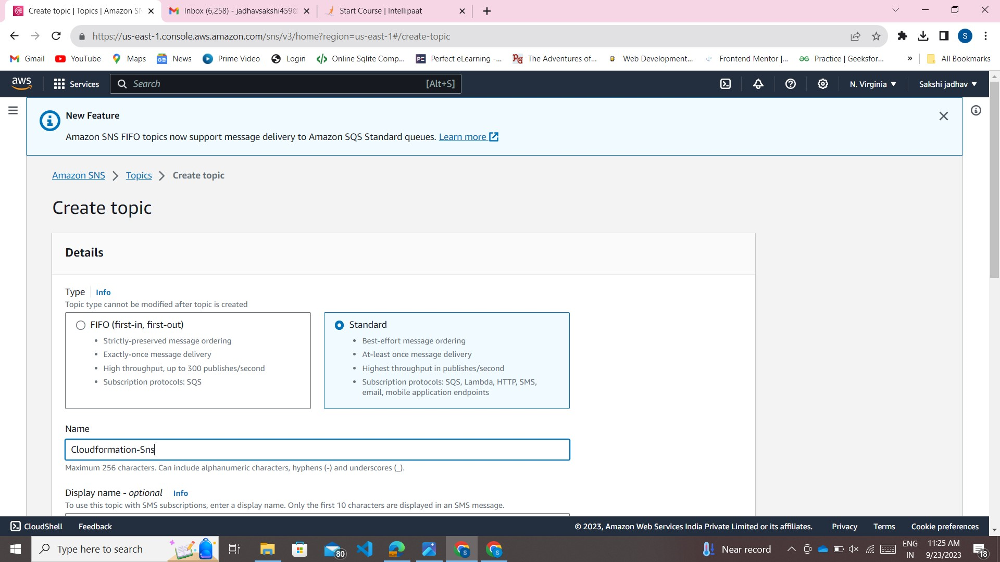 Create topic | Topics | Amazon SN
Inbox (6,258) - jadhavsakshi459@
Start Course | Intellipaat
https://us-east-1.console.aws.amazon.com/sns/v3/home?region=us-east-1#/create-topic
S
Gmail
YouTube
Maps
News
Prime Video
Login
Online Sqlite Comp...
Perfect eLearning -...
The Adventures of...
Web Development...
Frontend Mentor |...
Practice | Geeksfor...
»
All Bookmarks
aws
Services
Search
[Alt+S]
N. Virginia
Sakshi jadhav
New Feature
Amazon SNS FIFO topics now support message delivery to Amazon SQS Standard queues. Learn more
Amazon SNS
Topics
Create topic
Create topic
Details
Type
Info
Topic type cannot be modified after topic is created
FIFO (first-in, first-out)
• Strictly-preserved message ordering
• Exactly-once message delivery
• High throughput, up to 300 publishes/second
• Subscription protocols: SQS
Standard
• Best-effort message ordering
• At-least once message delivery
• Highest throughput in publishes/second
• Subscription protocols: SQS, Lambda, HTTP, SMS,
email, mobile application endpoints
Name
Cloudformation-Sns
Maximum 256 characters. Can include alphanumeric characters, hyphens (-) and underscores (_).
Display name - optional
Info
To use this topic with SMS subscriptions, enter a display name. Only the first 10 characters are displayed in an SMS message.
CloudShell
Feedback
© 2023, Amazon Web Services India Private Limited or its affiliates.
Privacy
Terms
Cookie preferences
Type here to search
80
S
S
Near record
ENG
IN
11:25 AM
9/23/2023
18